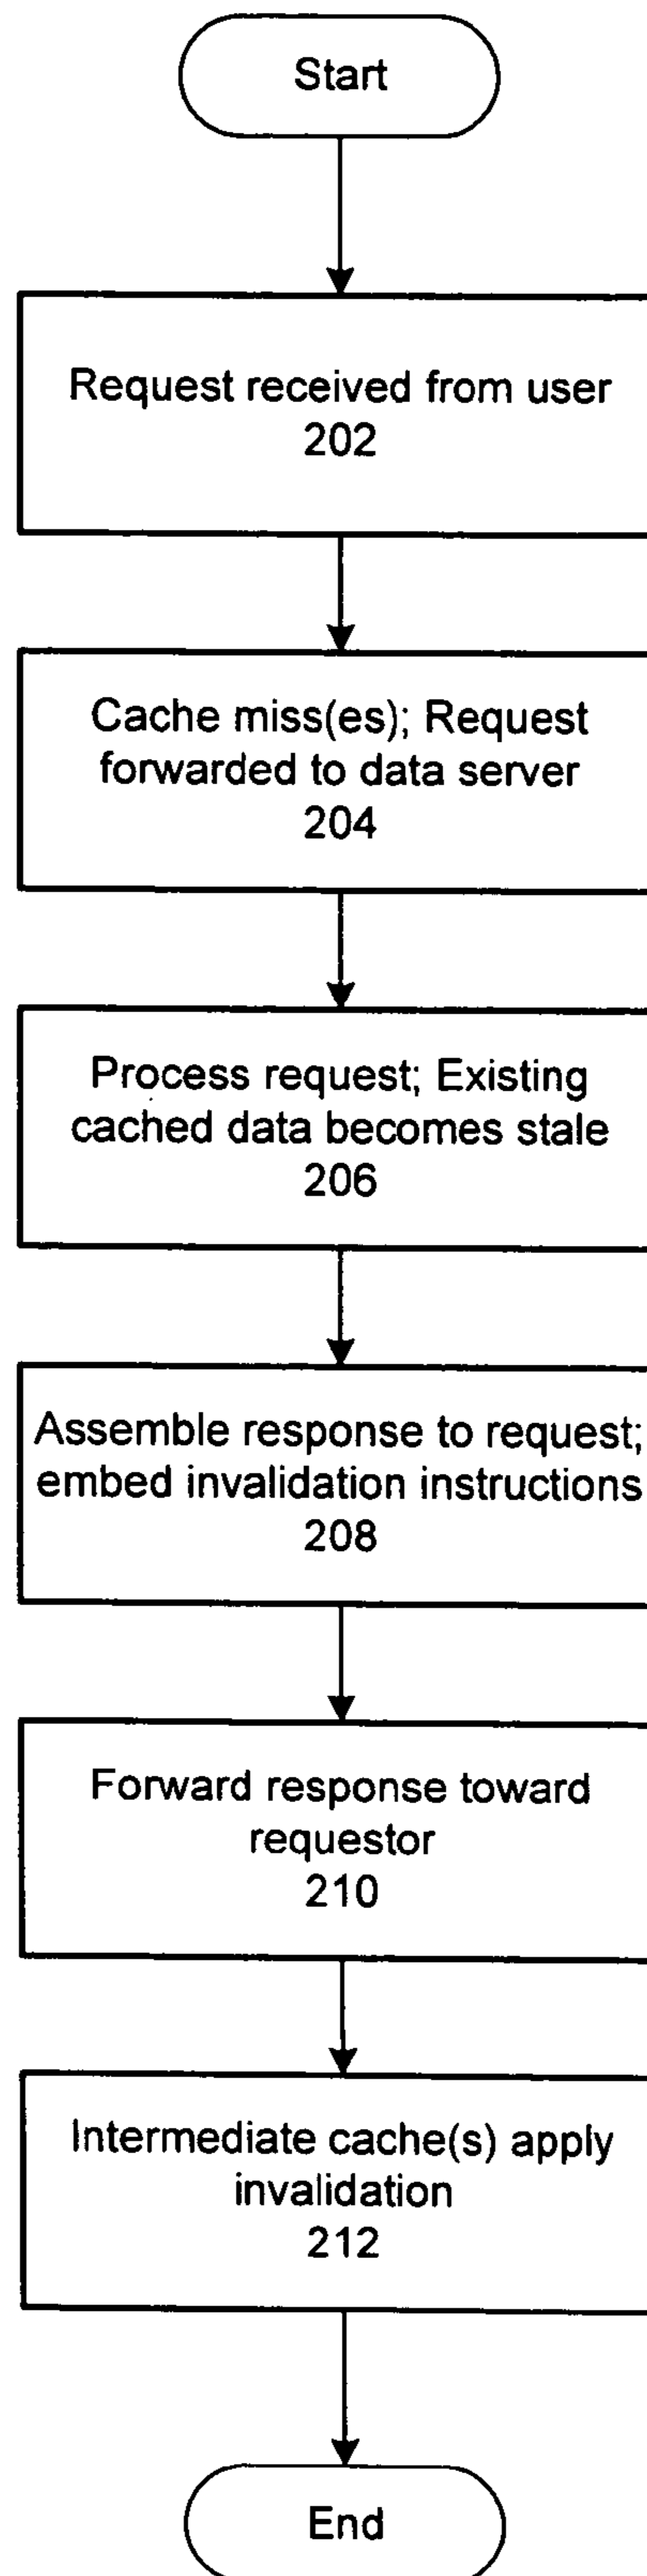 Start
Request received from user
202
Cache miss(es); Request
forwarded to data server
204
Process request; Existing
cached data becomes stale
206
Assemble response to request;
embed invalidation instructions
208
Forward response toward
requestor
210
Intermediate cache(s) apply
invalidation
212
End